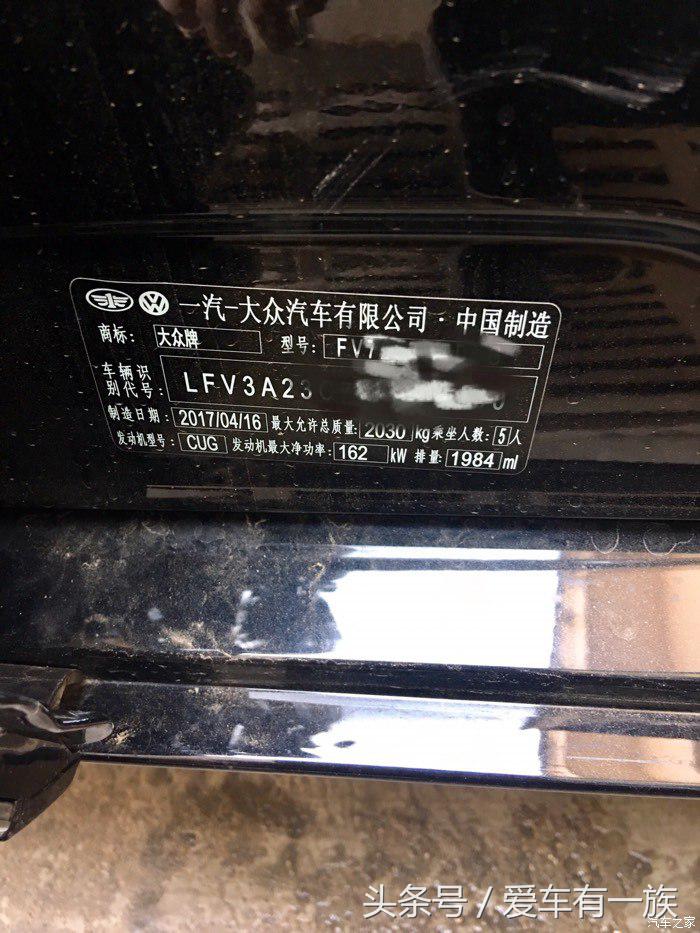 一汽-大众汽车有限公司·中国制造
商标: 大众牌 型号: FV7
车辆识别代号: LFV3A23
制造日期: 2017/04/16 最大允许总质量: 2030 kg 乘坐人数: 5 人
发动机型号: CUG 发动机最大净功率: 162 kW 排量: 1984 ml
头条号 / 爱车有一族
汽车之家